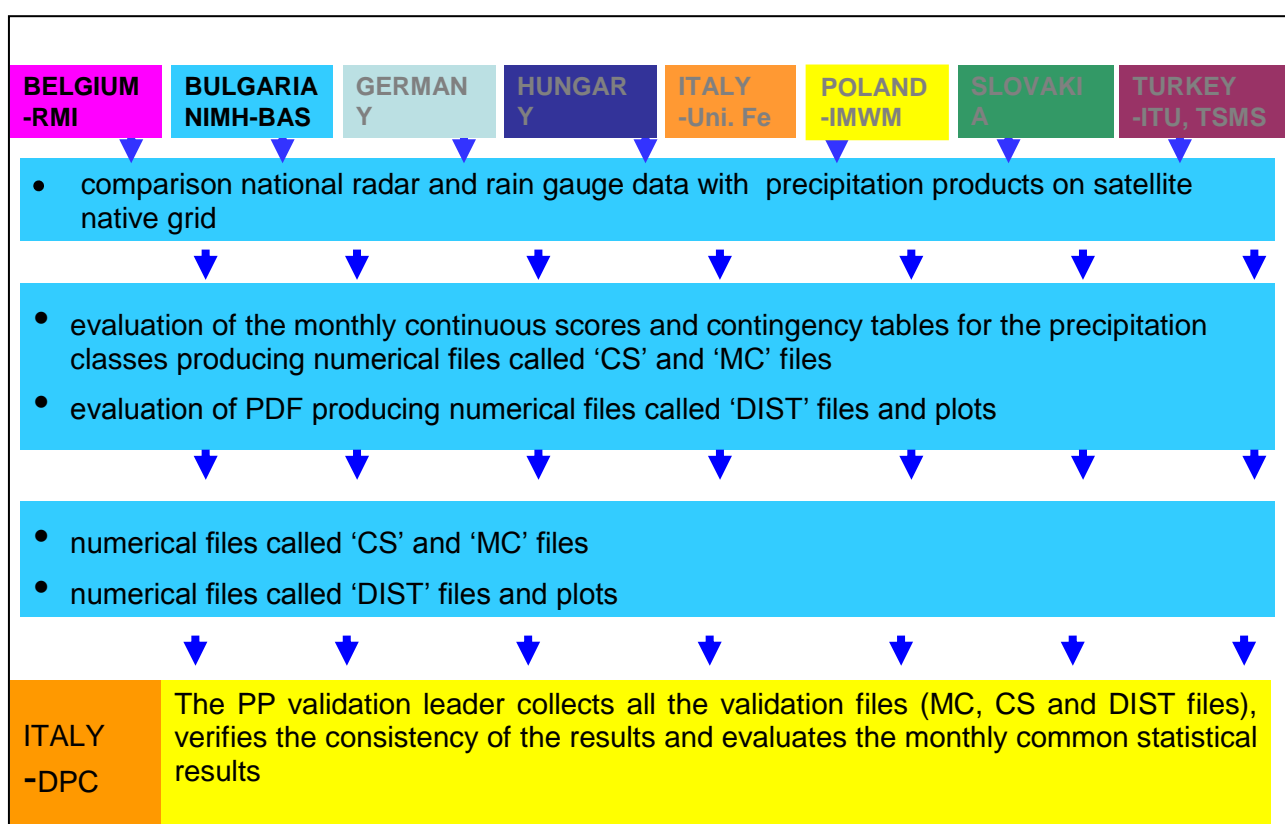 BELGIUM
-RMI
BULGARIA
NIMH-BAS
GERMAN
Y
HUNGAR
Y
ITALY
-Uni. Fe
POLAND
-IMWM
SLOVAKI
A
TURKEY
-ITU, TSMS
• comparison national radar and rain gauge data with precipitation products on satellite
native grid
• evaluation of the monthly continuous scores and contingency tables for the precipitation
classes producing numerical files called ‘CS’ and ‘MC’ files
• evaluation of PDF producing numerical files called ‘DIST’ files and plots
• numerical files called ‘CS’ and ‘MC’ files
• numerical files called ‘DIST’ files and plots
ITALY
-DPC
The PP validation leader collects all the validation files (MC, CS and DIST files),
verifies the consistency of the results and evaluates the monthly common statistical
results